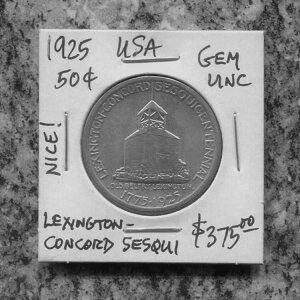 1925 USA GEM
50¢ UNC
NICE!
LEXINGTON-CONCORD SESQUICENTENNIAL
OLD BELFRY, LEXINGTON
1775-1925
LEXINGTON-
CONCORD SESQUI
$375.00